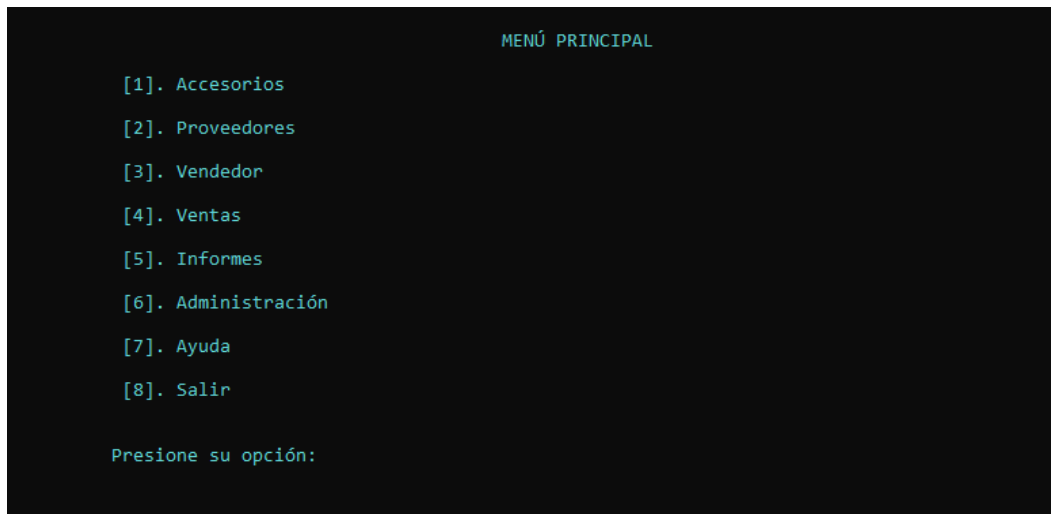 MENÚ PRINCIPAL
[1]. Accesorios
[2]. Proveedores
[3]. Vendedor
[4]. Ventas
[5]. Informes
[6]. Administración
[7]. Ayuda
[8]. Salir
Presione su opción: